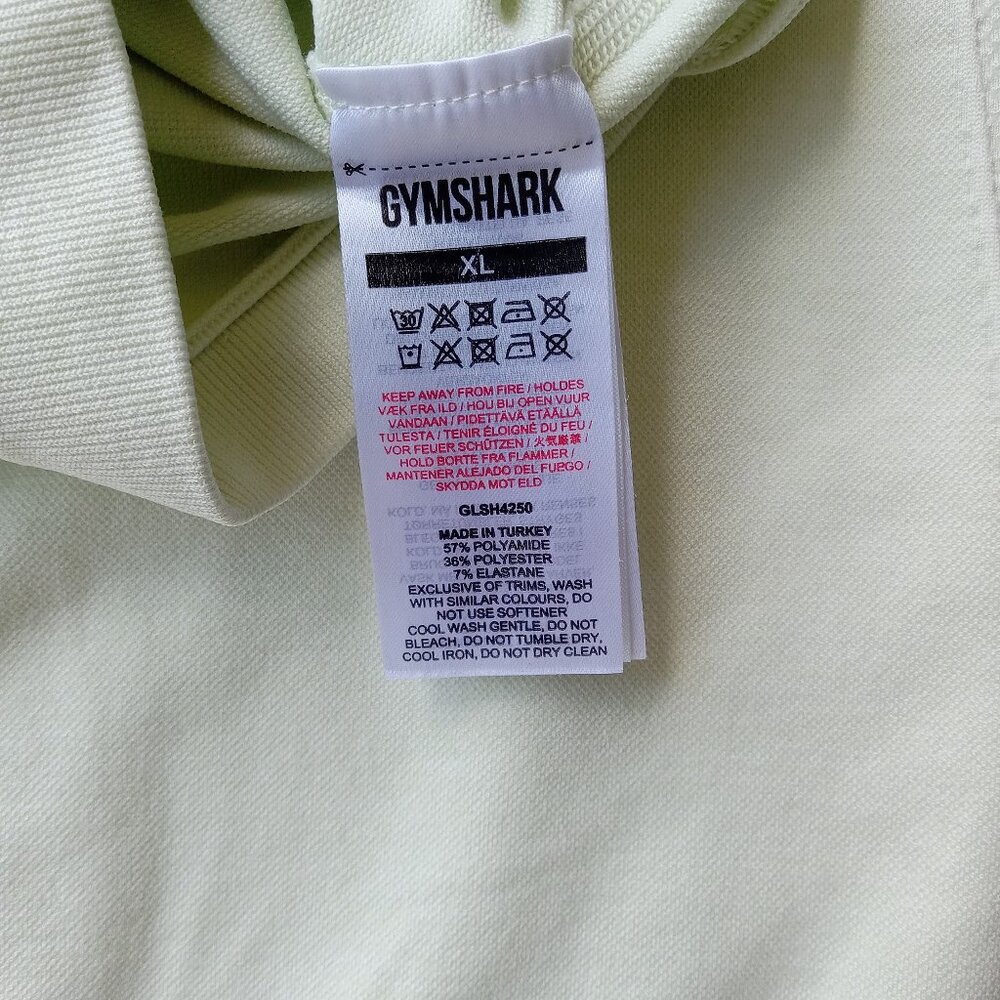 GYMSHARK
XL
30
KEEP AWAY FROM FIRE / HOLDES
VÆK FRA ILD / HOU BIJ OPEN VUUR
VANDAAN / PIDETTÄVÄ ETÄÄLLÄ
TULESTA / TENIR ÉLOIGNÉ DU FEU /
VOR FEUER SCHÜTZEN / 火気厳禁 /
HOLD BORTE FRA FLAMMER /
MANTENER ALEJADO DEL FUEGO /
SKYDDA MOT ELD
GLSH4250
MADE IN TURKEY
57% POLYAMIDE
36% POLYESTER
7% ELASTANE
EXCLUSIVE OF TRIMS, WASH
WITH SIMILAR COLOURS, DO
NOT USE SOFTENER
COOL WASH GENTLE, DO NOT
BLEACH, DO NOT TUMBLE DRY,
COOL IRON, DO NOT DRY CLEAN